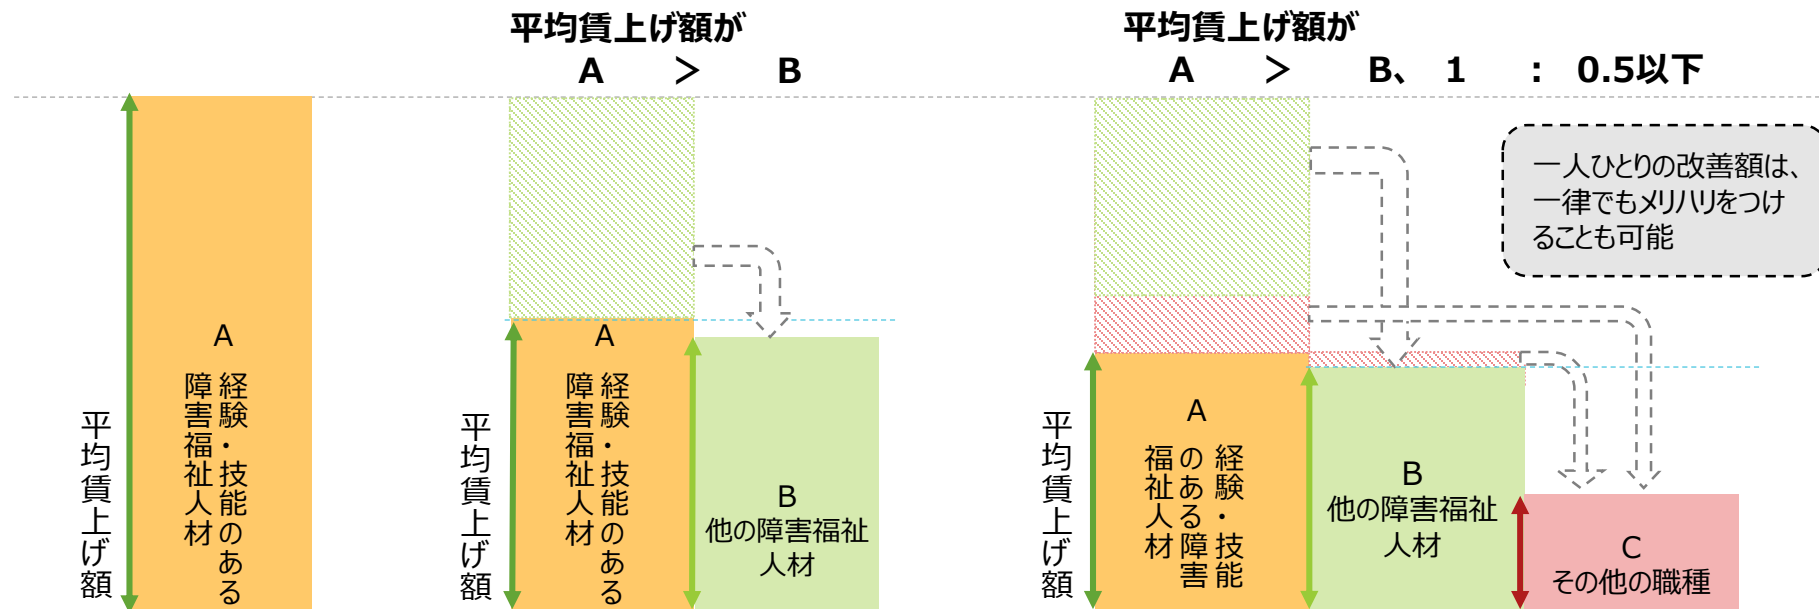 平均賃上げ額が
A ＞ B
平均賃上げ額が
A ＞ B、 1 ： 0.5以下
一人ひとりの改善額は、
一律でもメリハリをつけ
ることも可能
平均賃上げ額
A
経験・技能のある
障害福祉人材
平均賃上げ額
A
経験・技能のある
障害福祉人材
B
他の障害福祉
人材
平均賃上げ額
A
経験・技能
のある障害
福祉人材
B
他の障害福祉
人材
C
その他の職種